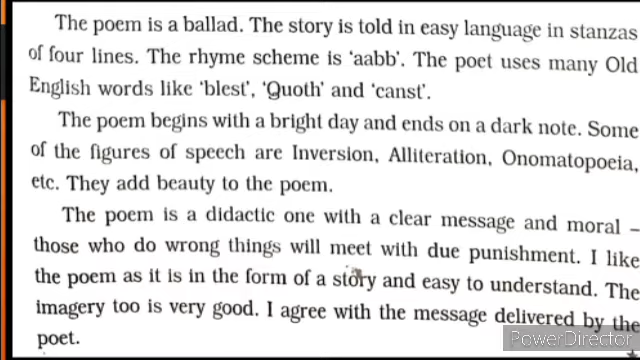 The poem is a ballad. The story is told in easy language in stanzas
of four lines. The rhyme scheme is 'aabb'. The poet uses many Old
English words like 'blest', 'Quoth' and 'canst'.
The poem begins with a bright day and ends on a dark note. Some
of the figures of speech are Inversion, Alliteration, Onomatopoeia,
etc. They add beauty to the poem.
The poem is a didactic one with a clear message and moral –
those who do wrong things will meet with due punishment. I like
the poem as it is in the form of a story and easy to understand. The
imagery too is very good. I agree with the message delivered by the
poet.
PowerDirector